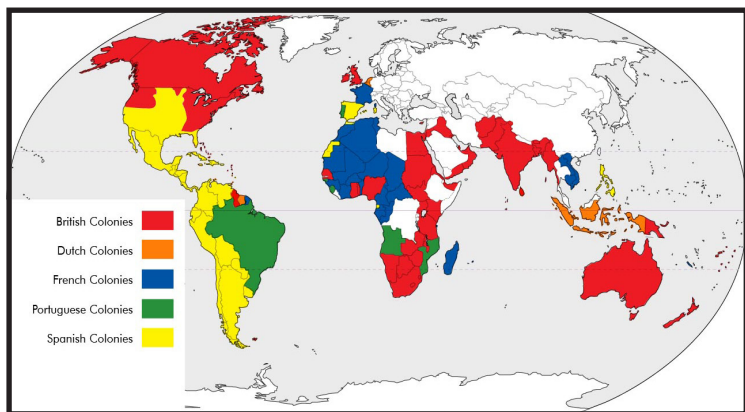 British Colonies
Dutch Colonies
French Colonies
Portuguese Colonies
Spanish Colonies